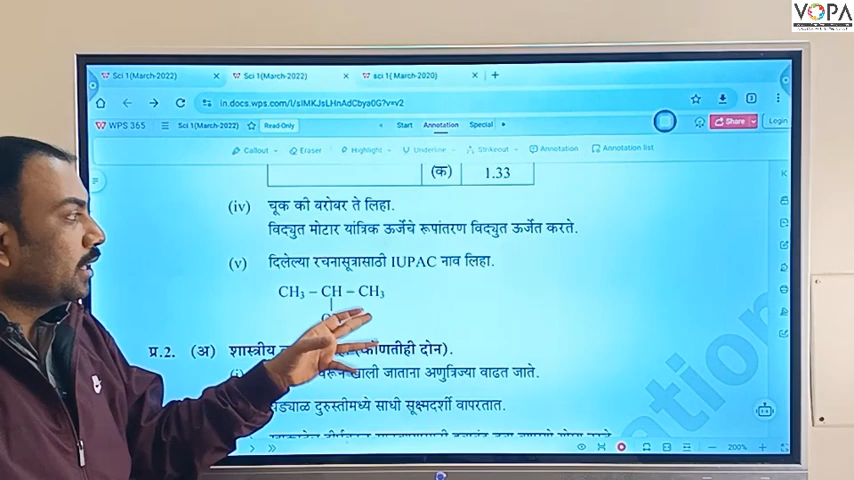 VOPA
Sci 1(March-2022)
Sci 1(March-2022)
sci 1( March-2020)
in.docs.wps.com/l/sIMKJsLHnAdCbya0G?v=v2
WPS 365
Sci 1(March-2022)
Read Only
Start
Annotation
Special
Share
Login
Callout
Eraser
Highlight
Underline
Strikeout
Annotation
Annotation list
(क) 1.33
(iv) चूक की बरोबर ते लिहा.
विद्युत मोटार यांत्रिक ऊर्जेचे रूपांतरण विद्युत ऊर्जेत करते.
(v) दिलेल्या रचनासूत्रासाठी IUPAC नाव लिहा.
CH₃ – CH – CH₃
प्र.2. (अ) शास्त्रीय (कोणतीही दोन).
खाली जाताना अणुत्रिज्या वाढत जाते.
दुरुस्तीमध्ये साधी सूक्ष्मदर्शी वापरतात.
200%